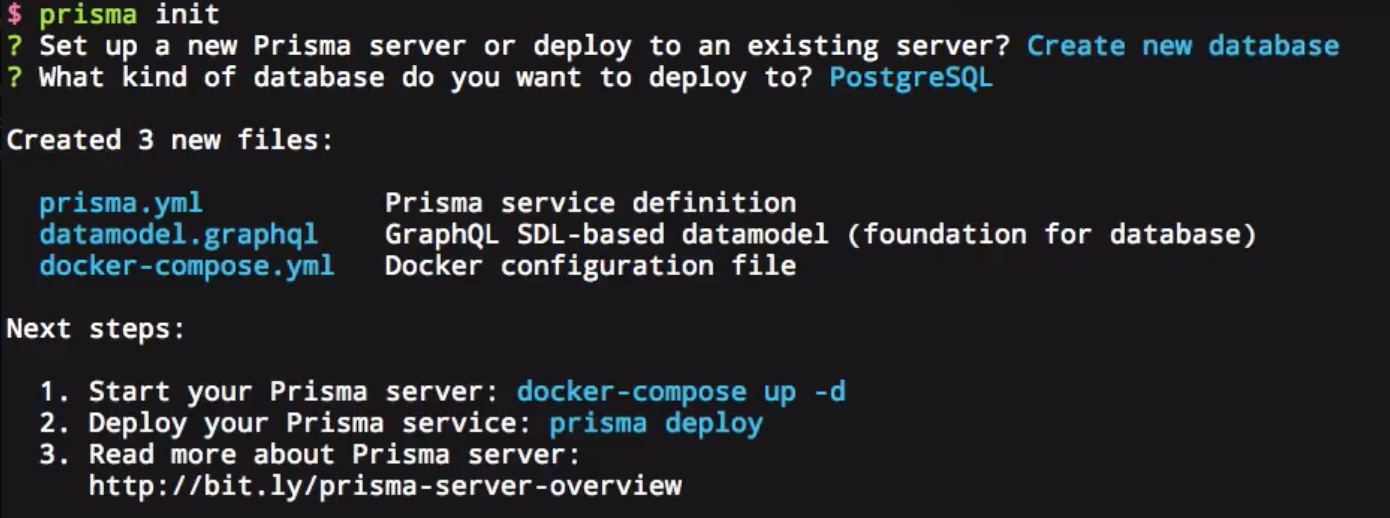 $ prisma init
? Set up a new Prisma server or deploy to an existing server? Create new database
? What kind of database do you want to deploy to? PostgreSQL
Created 3 new files:
prisma.yml Prisma service definition
datamodel.graphql GraphQL SDL-based datamodel (foundation for database)
docker-compose.yml Docker configuration file
Next steps:
1. Start your Prisma server: docker-compose up -d
2. Deploy your Prisma service: prisma deploy
3. Read more about Prisma server:
http://bit.ly/prisma-server-overview